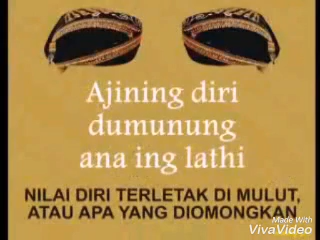 Ajining diri
dumunung
ana ing lathi
NILAI DIRI TERLETAK DI MULUT,
ATAU APA YANG DIOMONGKAN
Made With
VivaVideo